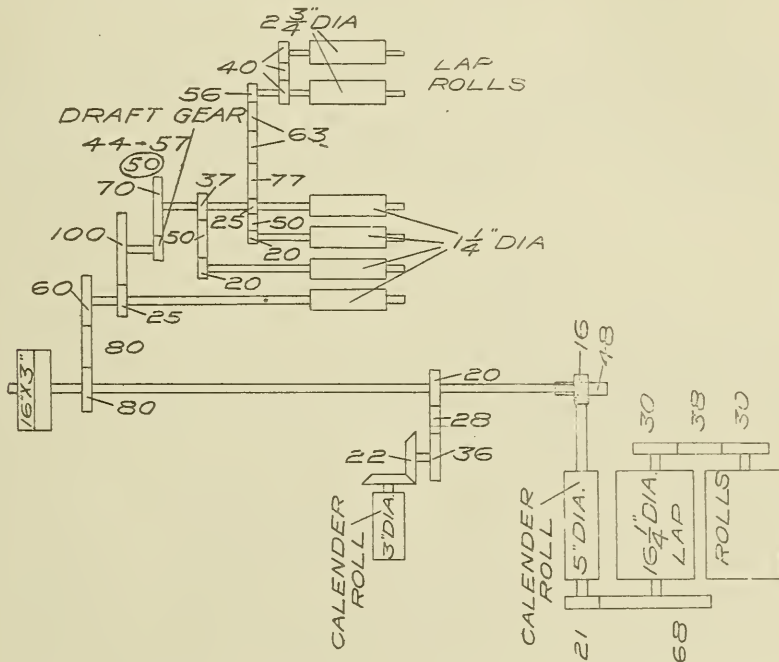 2 3/4" DIA
40
LAP
ROLLS
56
DRAFT GEAR
63
44-57
50
70
37
77
25
50
100
50
1 1/4" DIA
20
20
60
25
80
16"X3"
80
20
16
48
28
30
38
30
22
36
CALENDER
ROLL
3" DIA.
CALENDER
ROLL
5" DIA.
16 1/4" DIA.
LAP
ROLLS
21
68